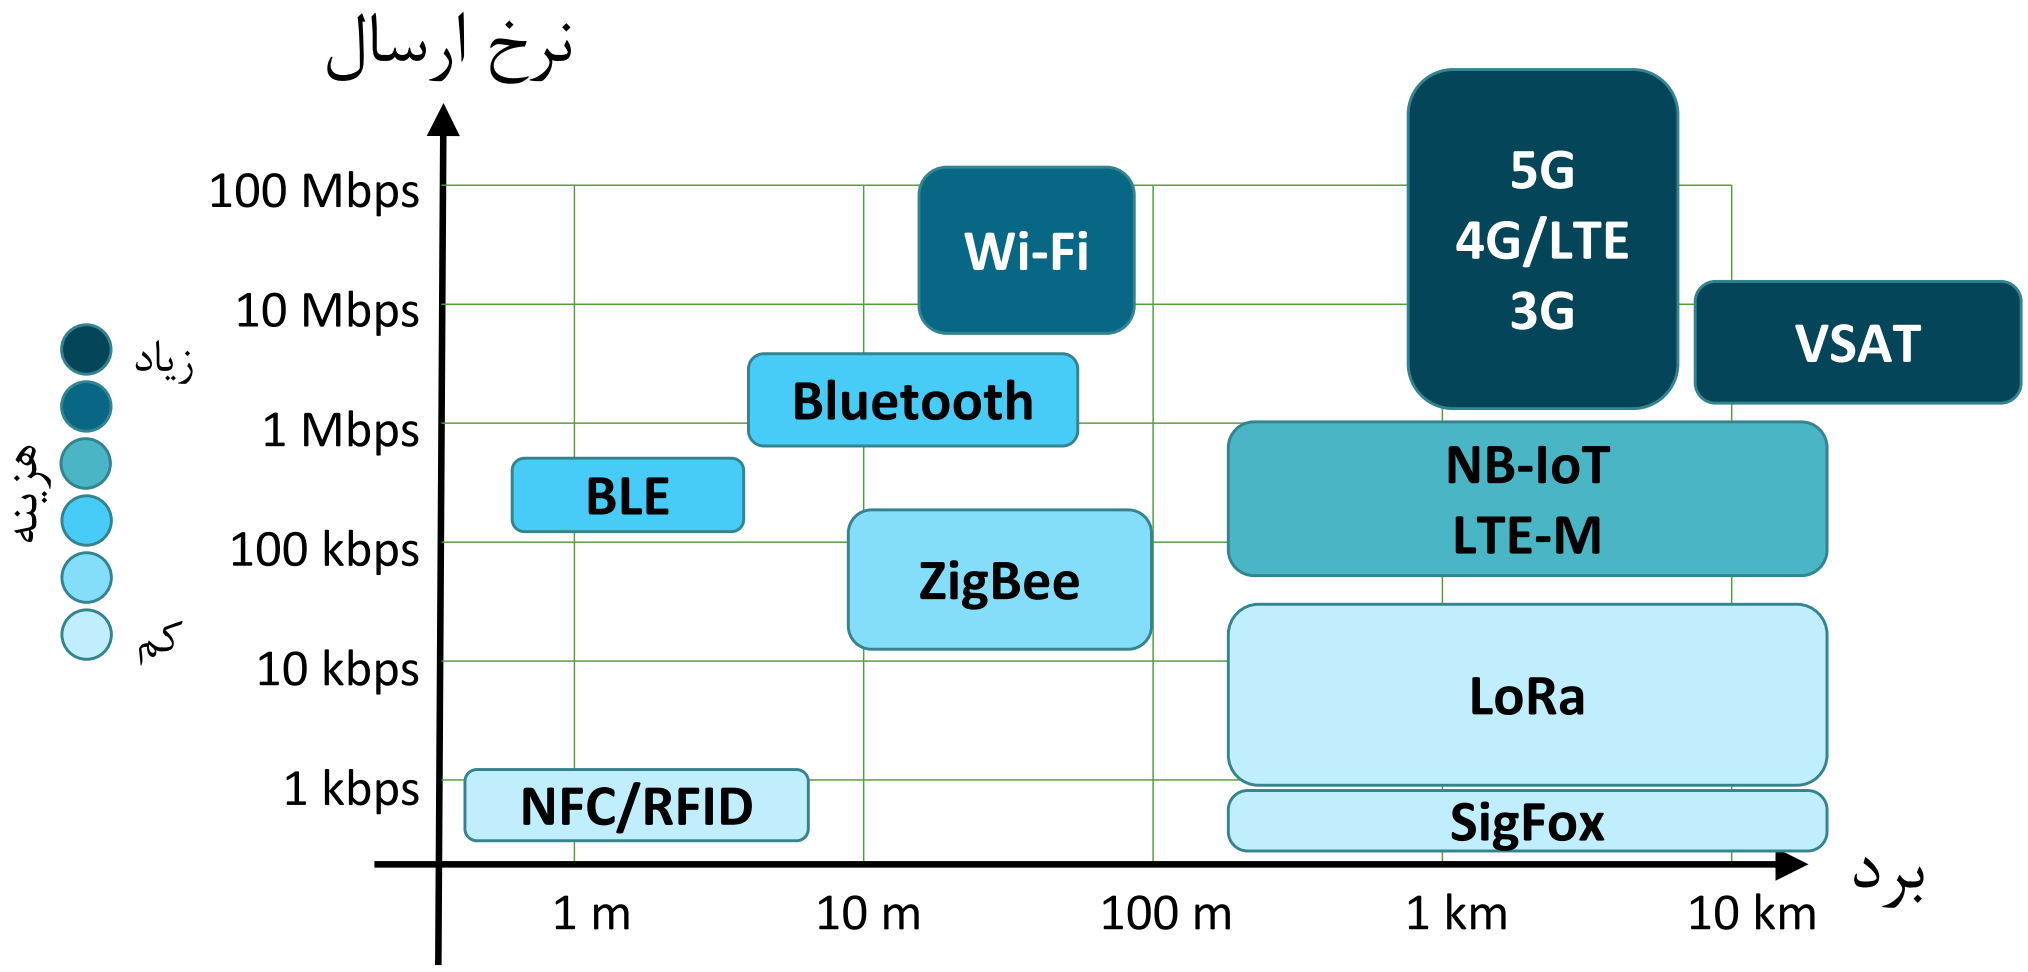 نرخ ارسال
100 Mbps
10 Mbps
1 Mbps
100 kbps
10 kbps
1 kbps
5G
4G/LTE
3G
Wi-Fi
VSAT
Bluetooth
NB-IoT
LTE-M
BLE
ZigBee
LoRa
NFC/RFID
SigFox
برد
1 m
10 m
100 m
1 km
10 km
هزینه
زیاد
کم